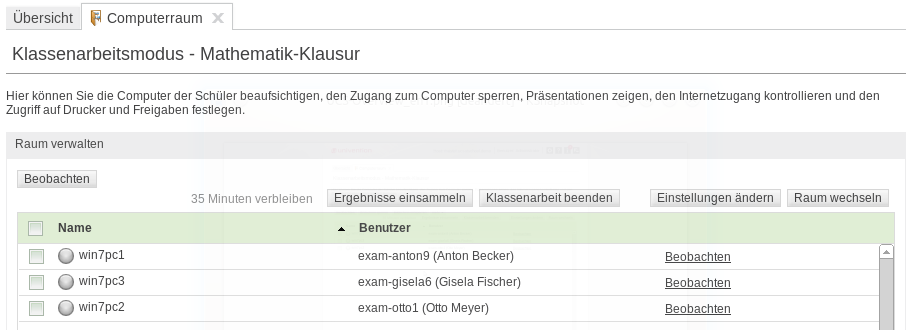 Übersicht Computerraum
Klassenarbeitsmodus - Mathematik-Klausur
Hier können Sie die Computer der Schüler beaufsichtigen, den Zugang zum Computer sperren, Präsentationen zeigen, den Internetzugang kontrollieren und den
Zugriff auf Drucker und Freigaben festlegen.
Raum verwalten
Beobachten
35 Minuten verbleiben Ergebnisse einsammeln Klassenarbeit beenden Einstellungen ändern Raum wechseln
Name Benutzer
win7pc1 exam-anton9 (Anton Becker) Beobachten
win7pc3 exam-gisela6 (Gisela Fischer) Beobachten
win7pc2 exam-otto1 (Otto Meyer) Beobachten